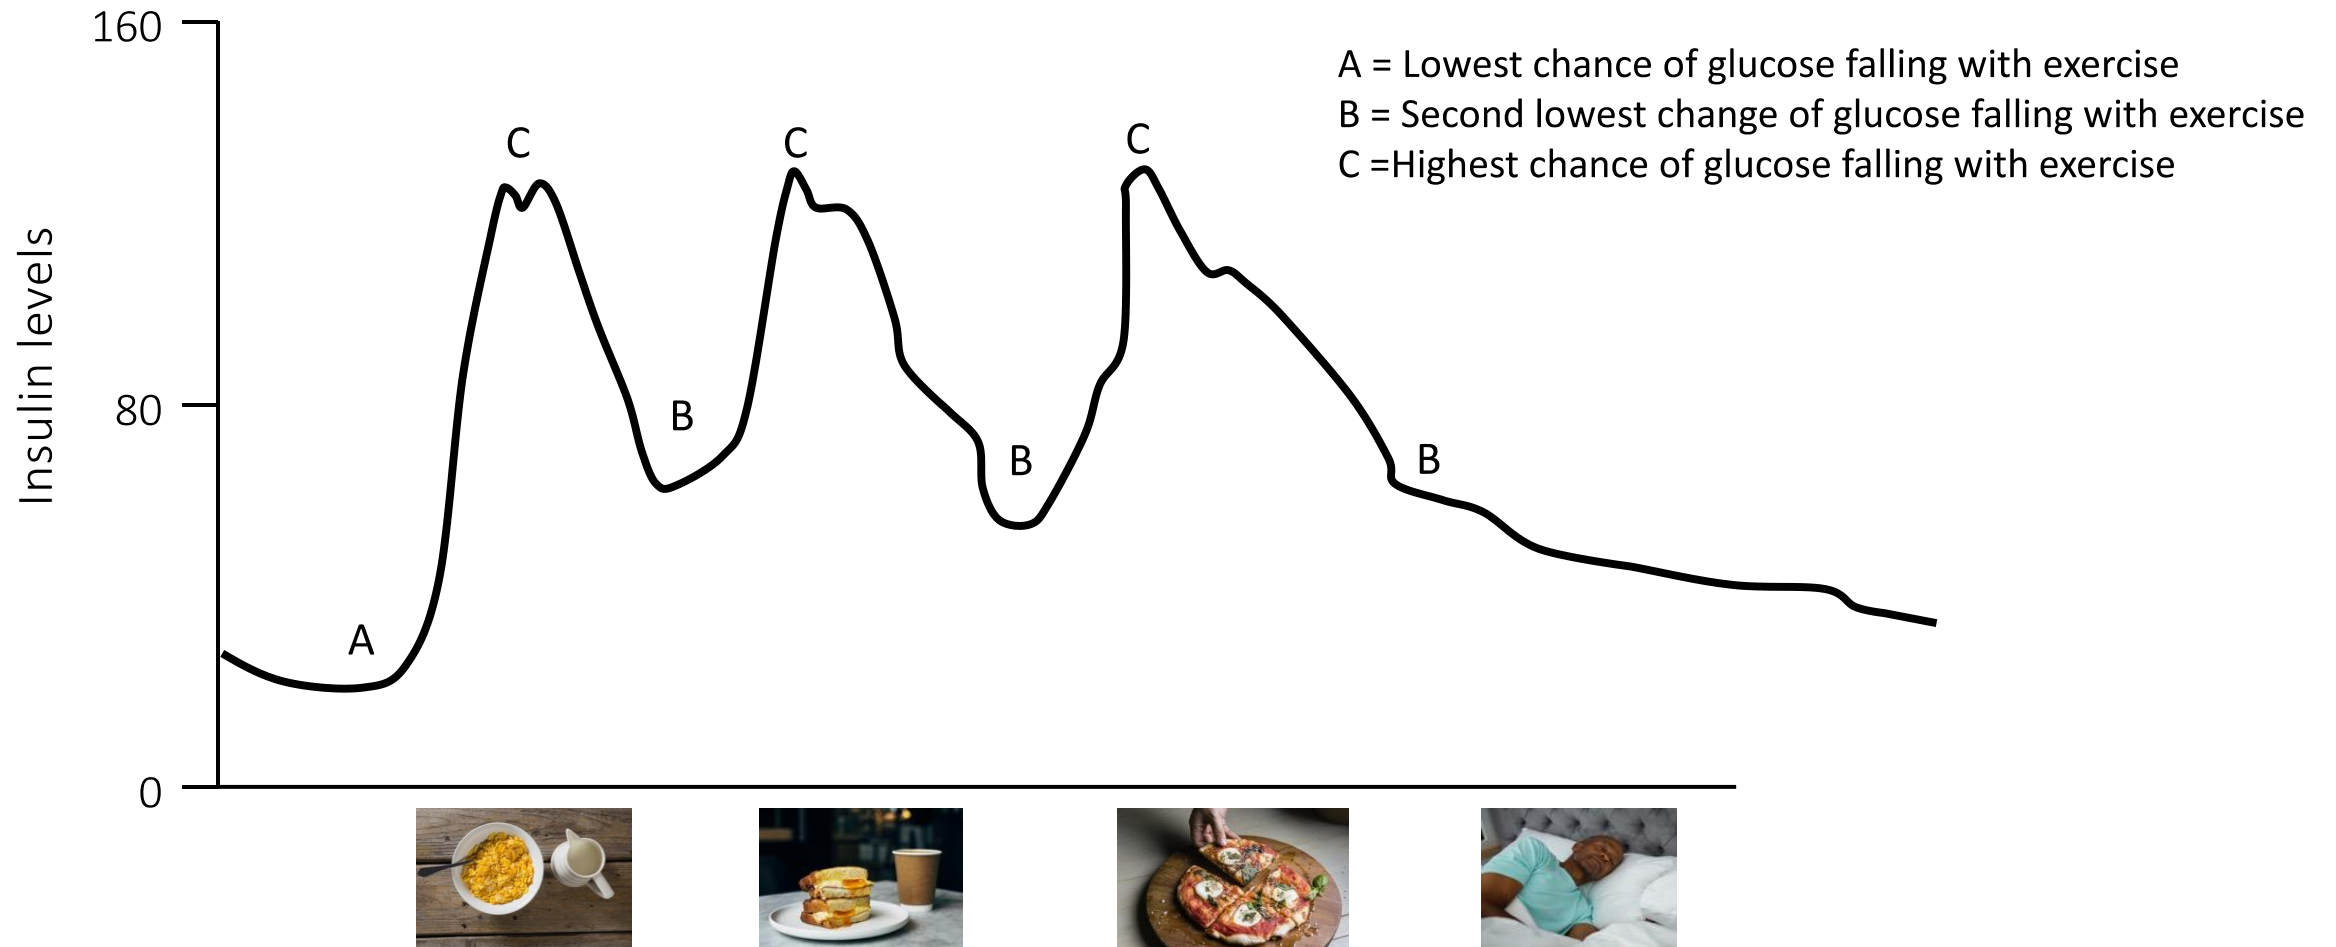 160
A = Lowest chance of glucose falling with exercise
B = Second lowest change of glucose falling with exercise
C =Highest chance of glucose falling with exercise
C
C
C
Insulin levels
80
B
B
B
A
0